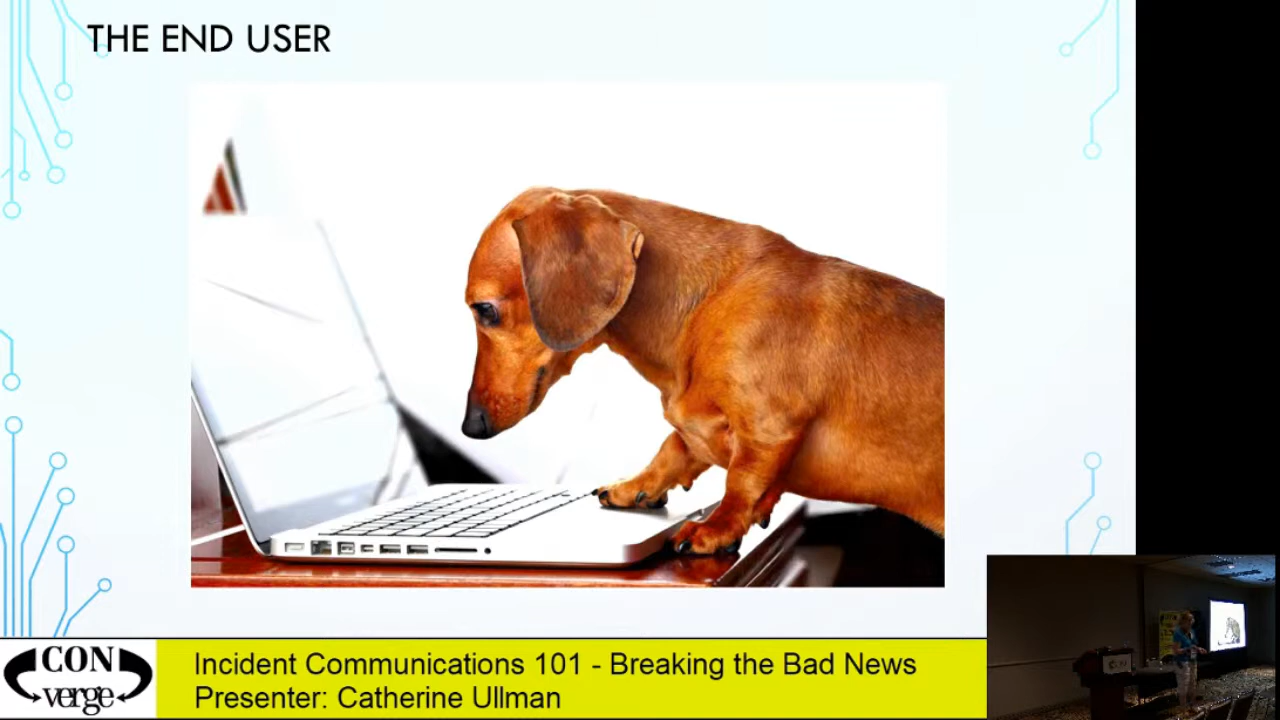 THE END USER
CON
verge
Incident Communications 101 - Breaking the Bad News
Presenter: Catherine Ullman